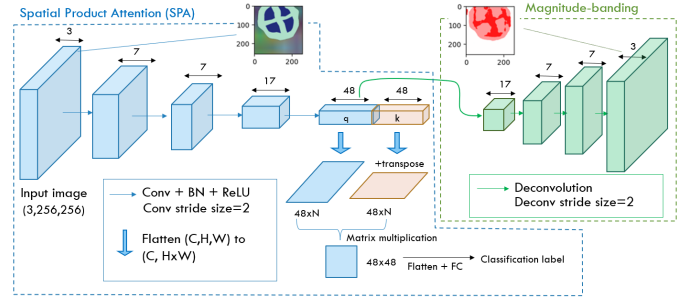 Spatial Product Attention (SPA)
Magnitude-banding
0
100
200
0
200
0
100
200
0
200
3
7
7
17
48
48
q
k
17
7
7
3
+transpose
Input image
(3,256,256)
Conv + BN + ReLU
Conv stride size=2
Flatten (C,H,W) to
(C, HxW)
48xN
48xN
Matrix multiplication
48x48
Flatten + FC
Classification label
Deconvolution
Deconv stride size=2